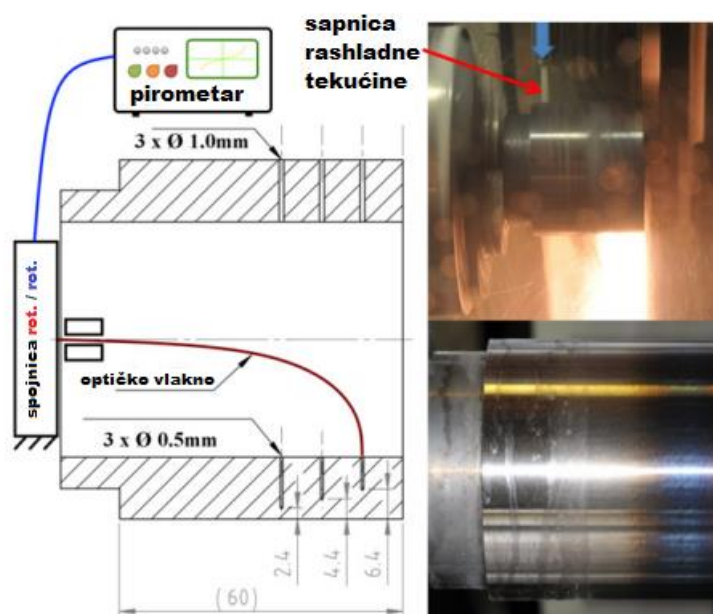 pirometar
sapnica
rashladne
tekućine
3 x Ø 1.0mm
spojnica rot. / rot.
optičko vlakno
3 x Ø 0.5mm
2.4
4.4
6.4
(60)